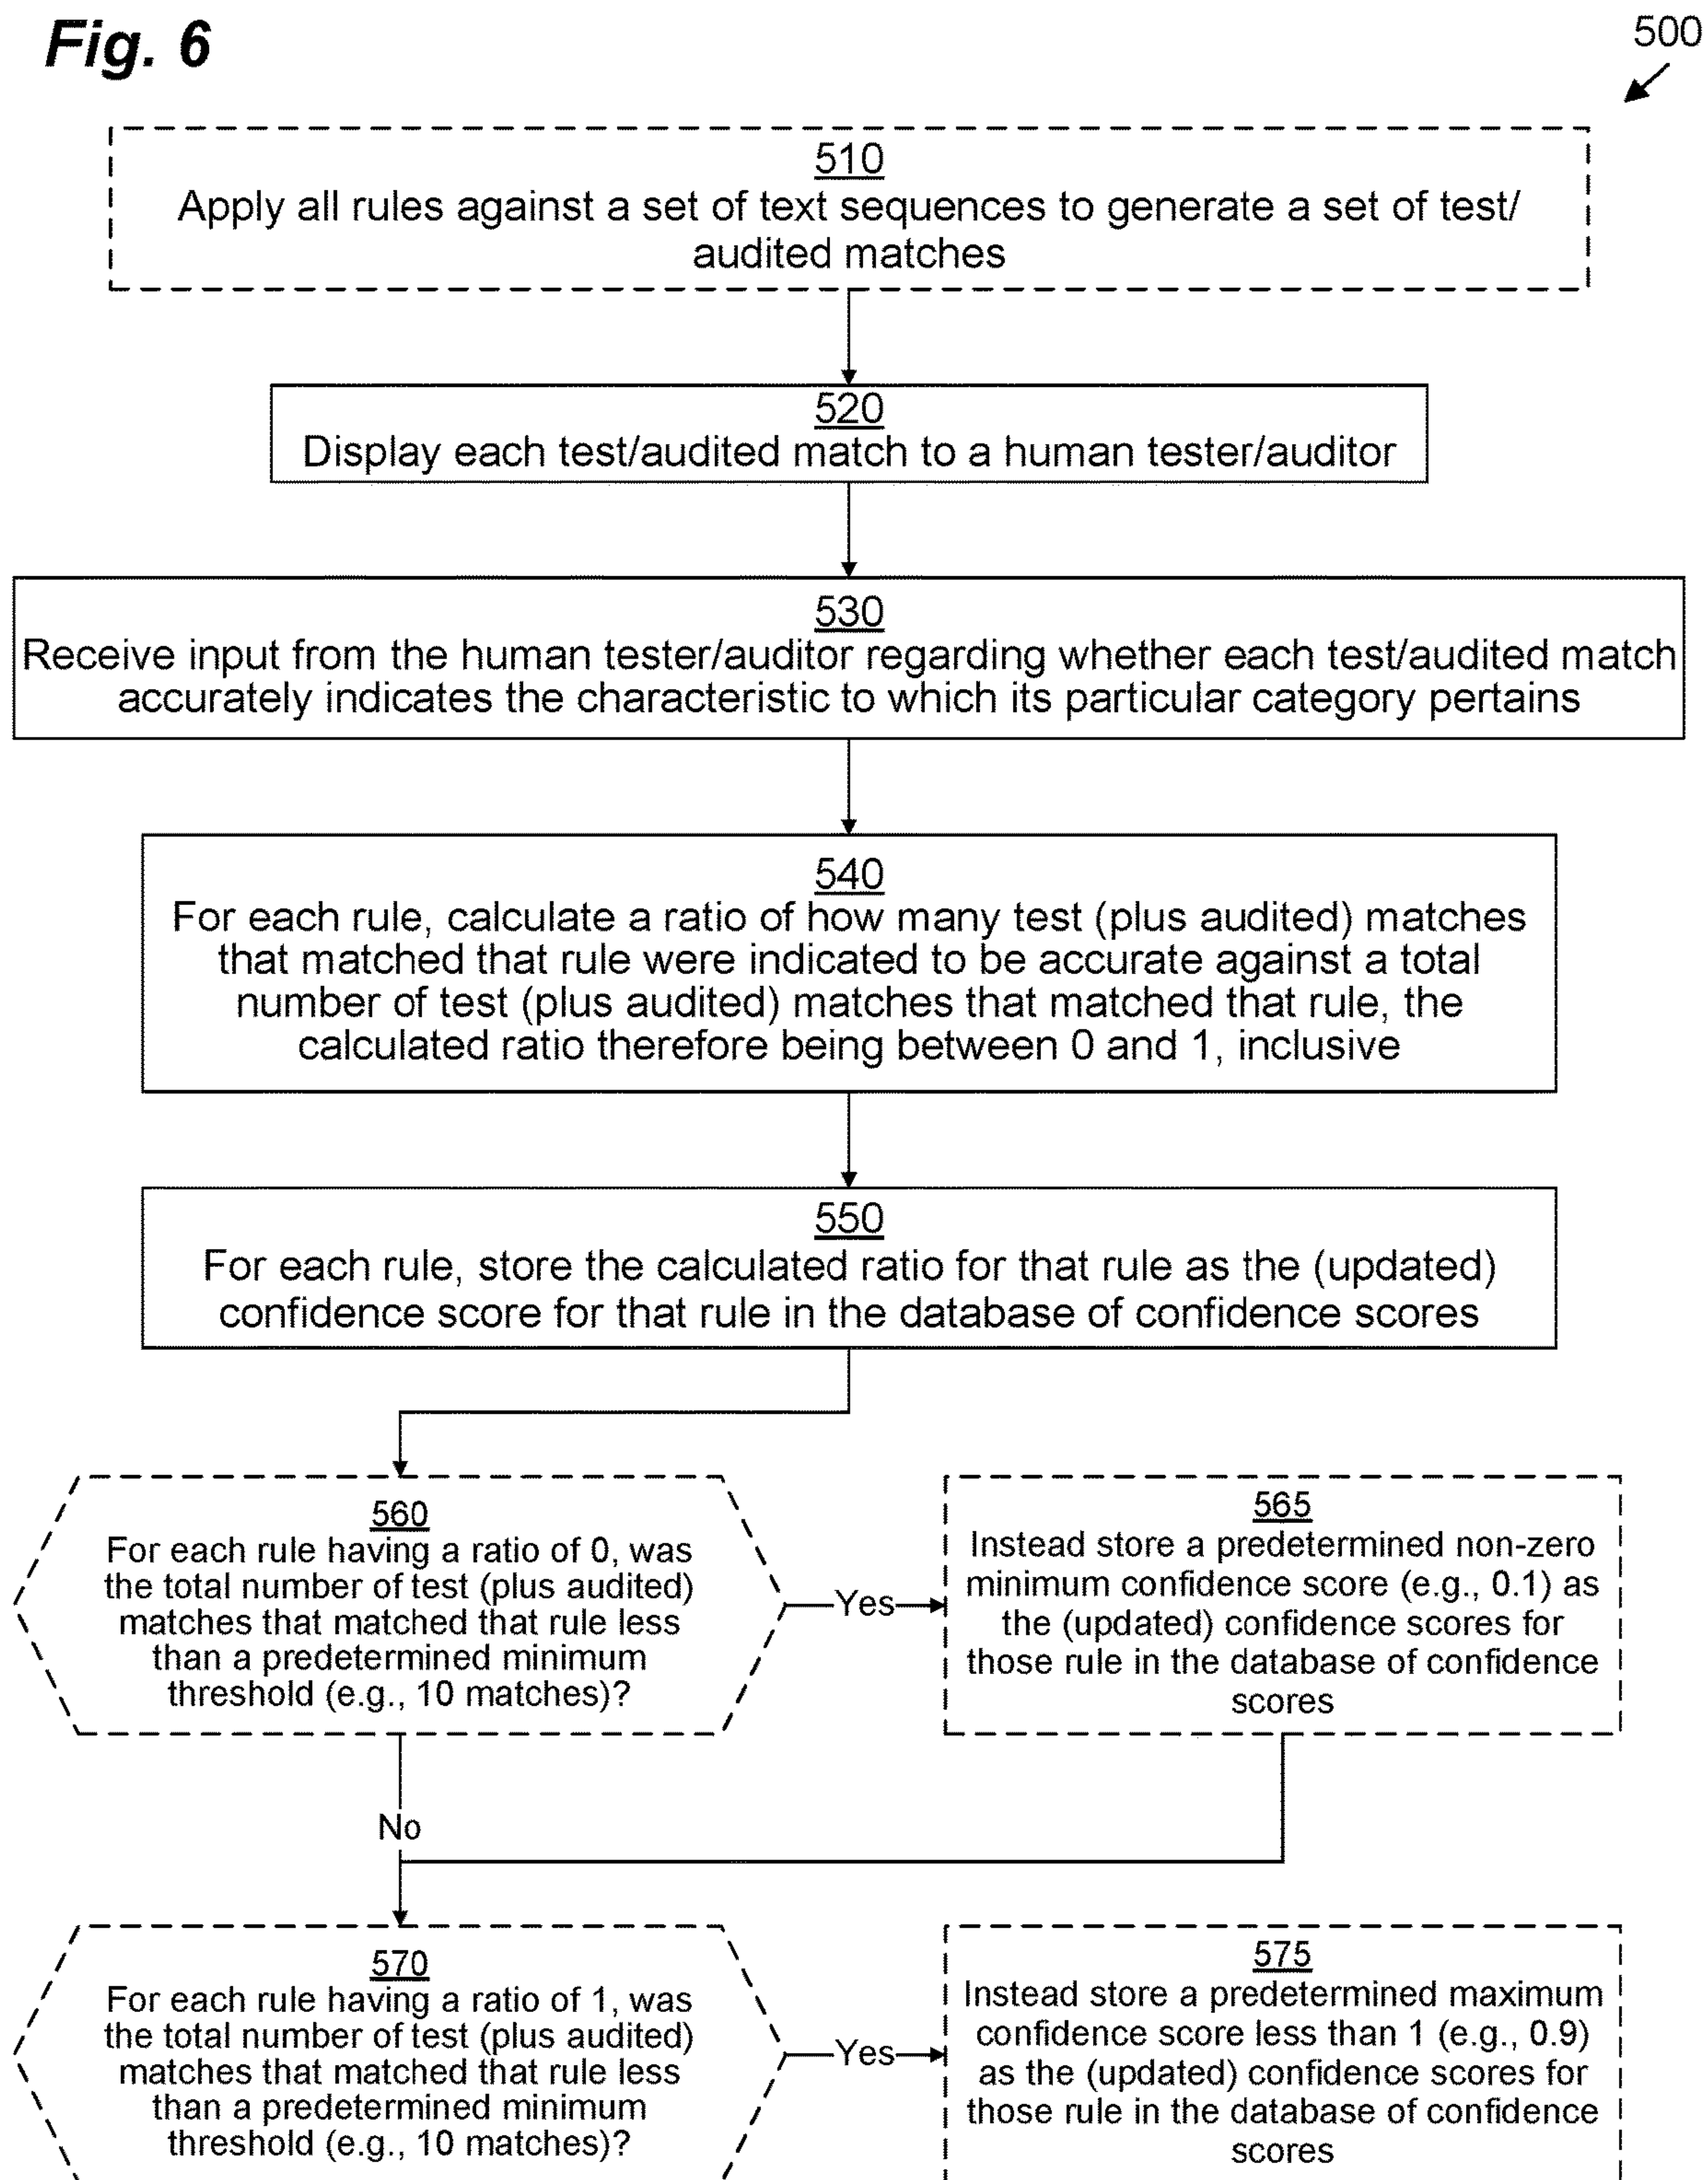 Fig. 6
500
510
Apply all rules against a set of text sequences to generate a set of test/
audited matches
520
Display each test/audited match to a human tester/auditor
530
Receive input from the human tester/auditor regarding whether each test/audited match
accurately indicates the characteristic to which its particular category pertains
540
For each rule, calculate a ratio of how many test (plus audited) matches
that matched that rule were indicated to be accurate against a total
number of test (plus audited) matches that matched that rule, the
calculated ratio therefore being between 0 and 1, inclusive
550
For each rule, store the calculated ratio for that rule as the (updated)
confidence score for that rule in the database of confidence scores
560
For each rule having a ratio of 0, was
the total number of test (plus audited)
matches that matched that rule less
than a predetermined minimum
threshold (e.g., 10 matches)?
Yes
565
Instead store a predetermined non-zero
minimum confidence score (e.g., 0.1) as
the (updated) confidence scores for
those rule in the database of confidence
scores
No
570
For each rule having a ratio of 1, was
the total number of test (plus audited)
matches that matched that rule less
than a predetermined minimum
threshold (e.g., 10 matches)?
Yes
575
Instead store a predetermined maximum
confidence score less than 1 (e.g., 0.9)
as the (updated) confidence scores for
those rule in the database of confidence
scores